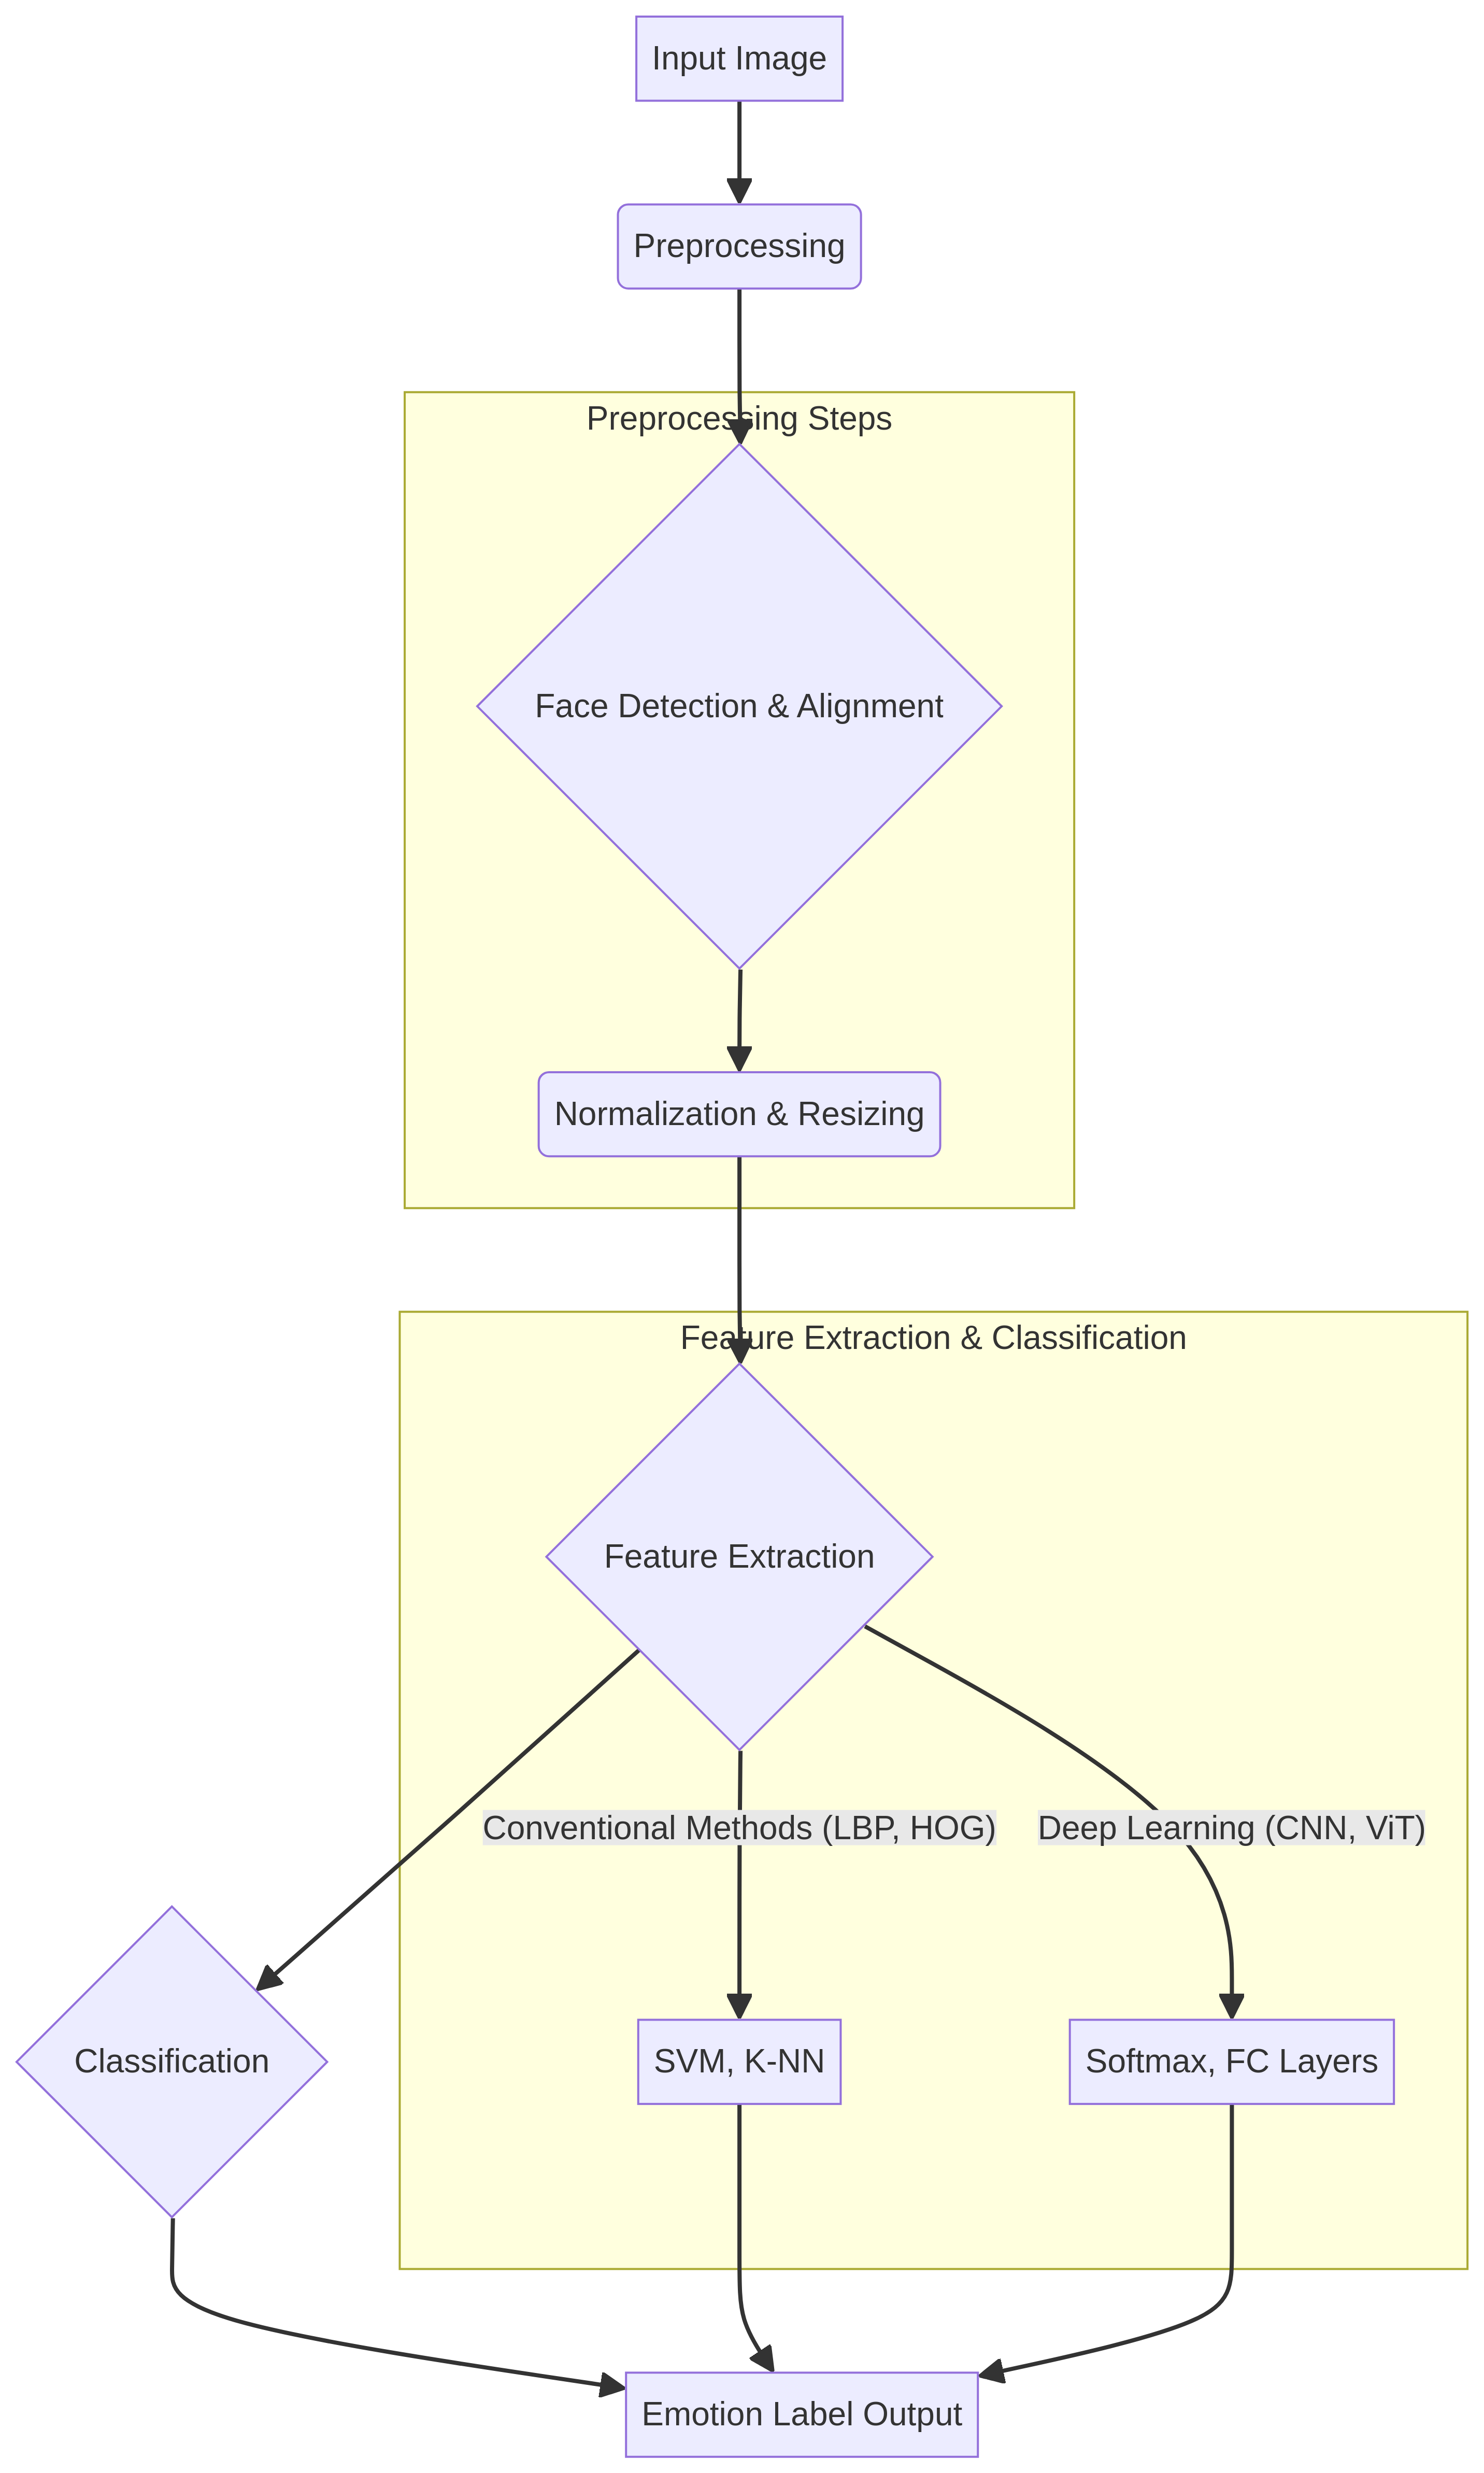 Input Image
Preprocessing
Preprocessing Steps
Face Detection & Alignment
Normalization & Resizing
Feature Extraction & Classification
Feature Extraction
Conventional Methods (LBP, HOG)
Deep Learning (CNN, ViT)
Classification
SVM, K-NN
Softmax, FC Layers
Emotion Label Output